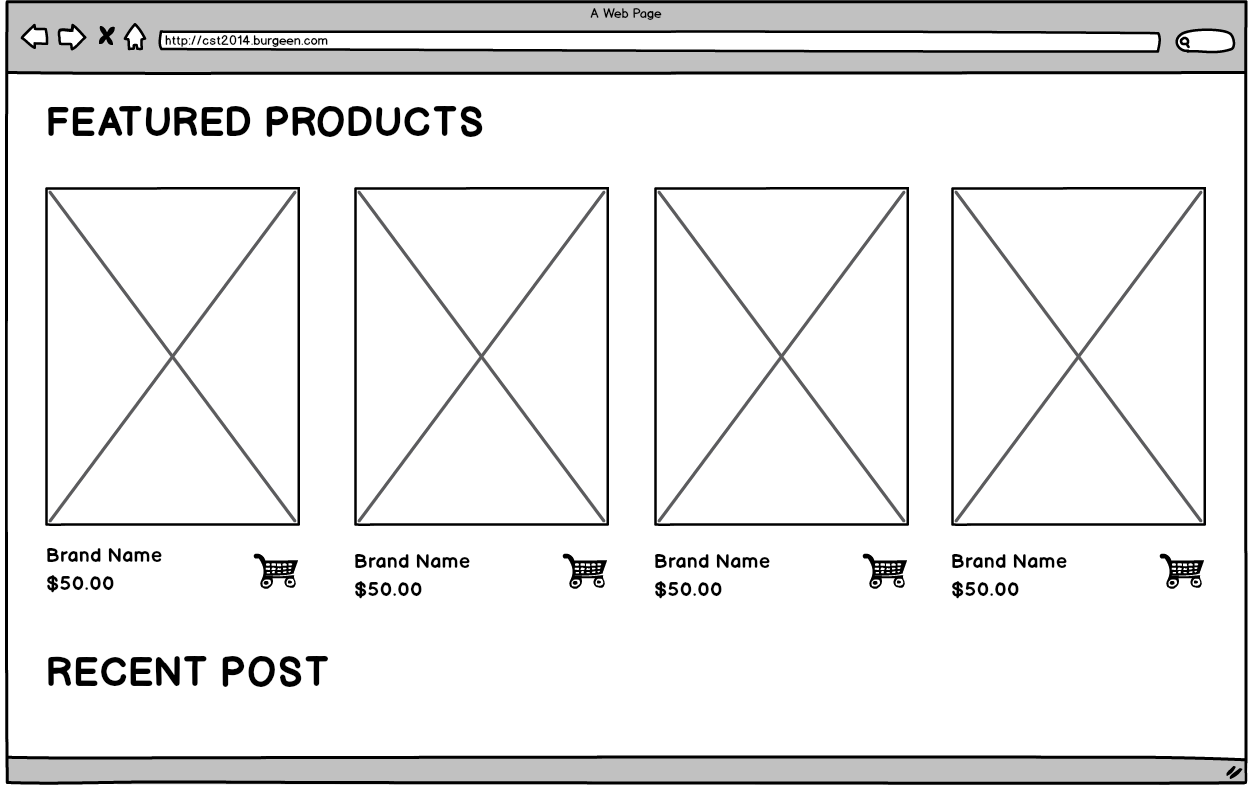 A Web Page
http://cst2014.burgeen.com
FEATURED PRODUCTS
Brand Name
$50.00
Brand Name
$50.00
Brand Name
$50.00
Brand Name
$50.00
RECENT POST